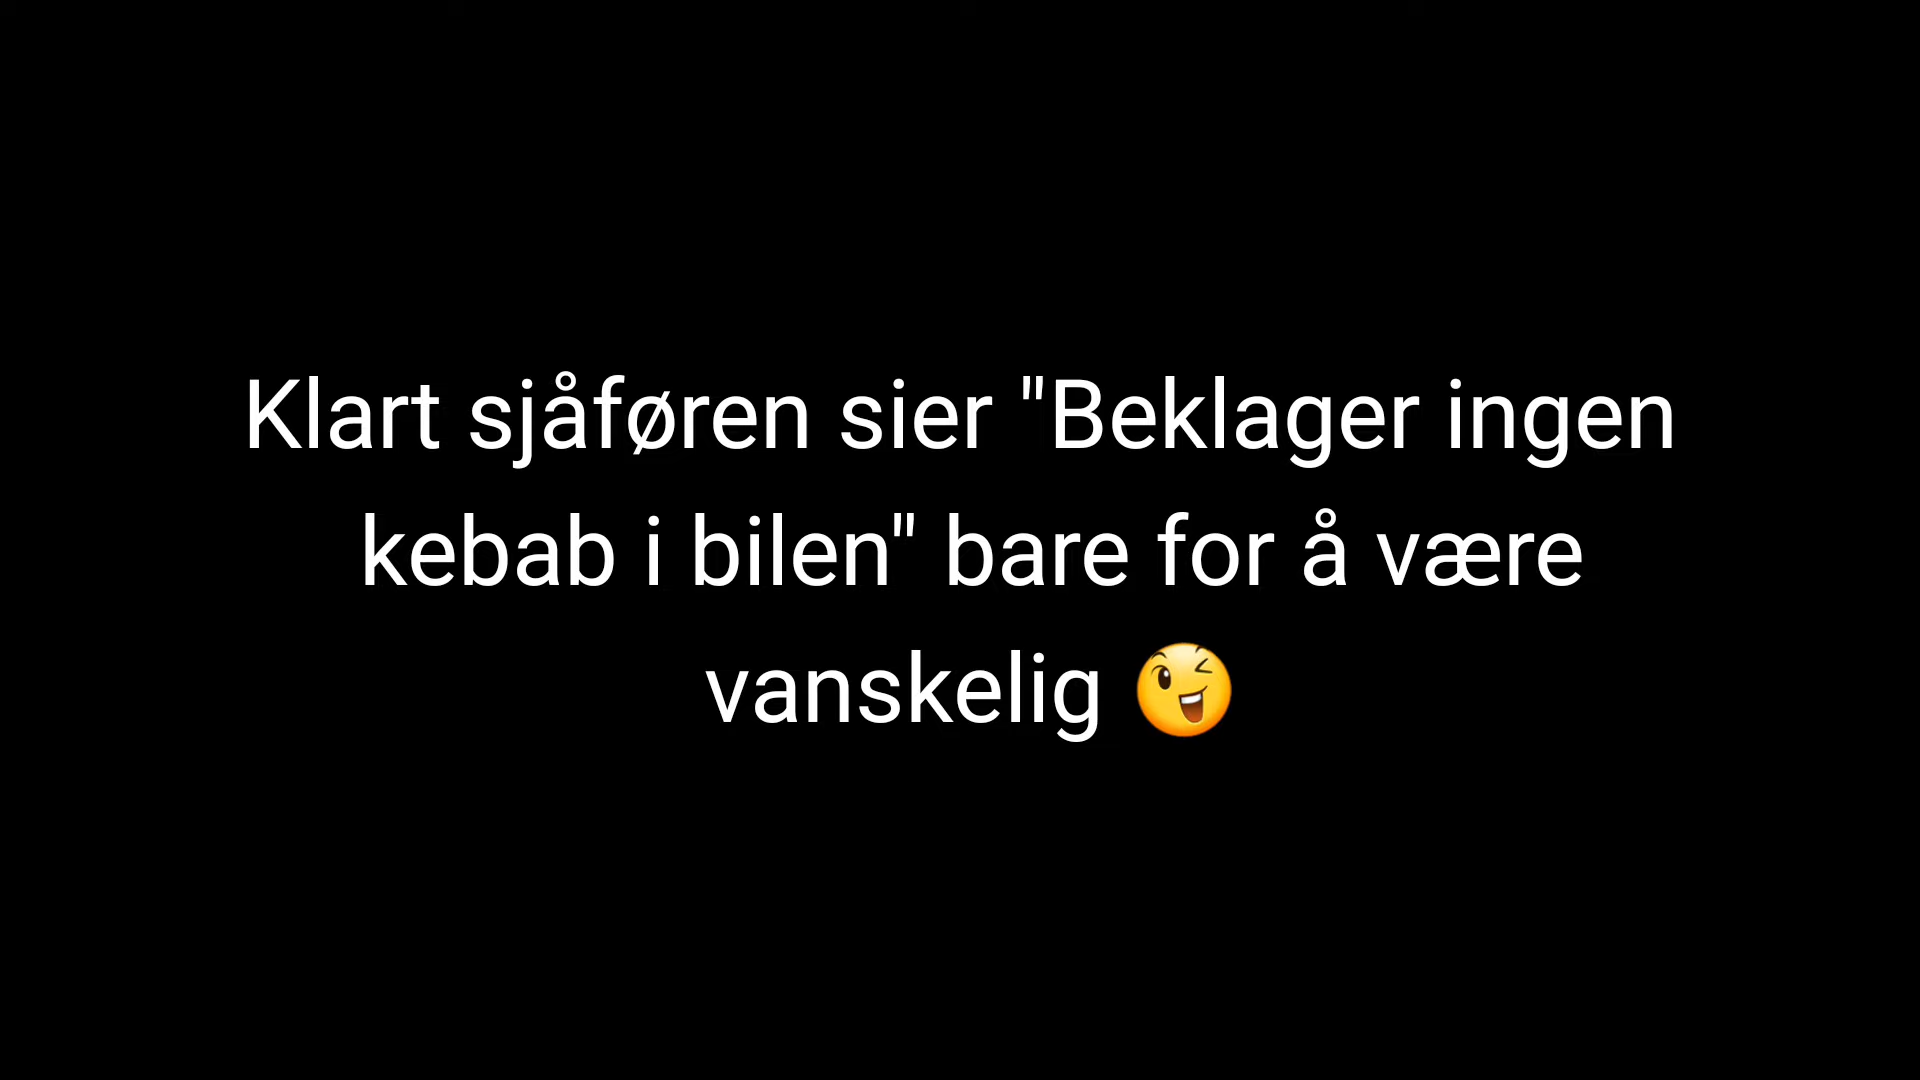 Klart sjåføren sier "Beklager ingen
kebab i bilen" bare for å være
vanskelig 😉